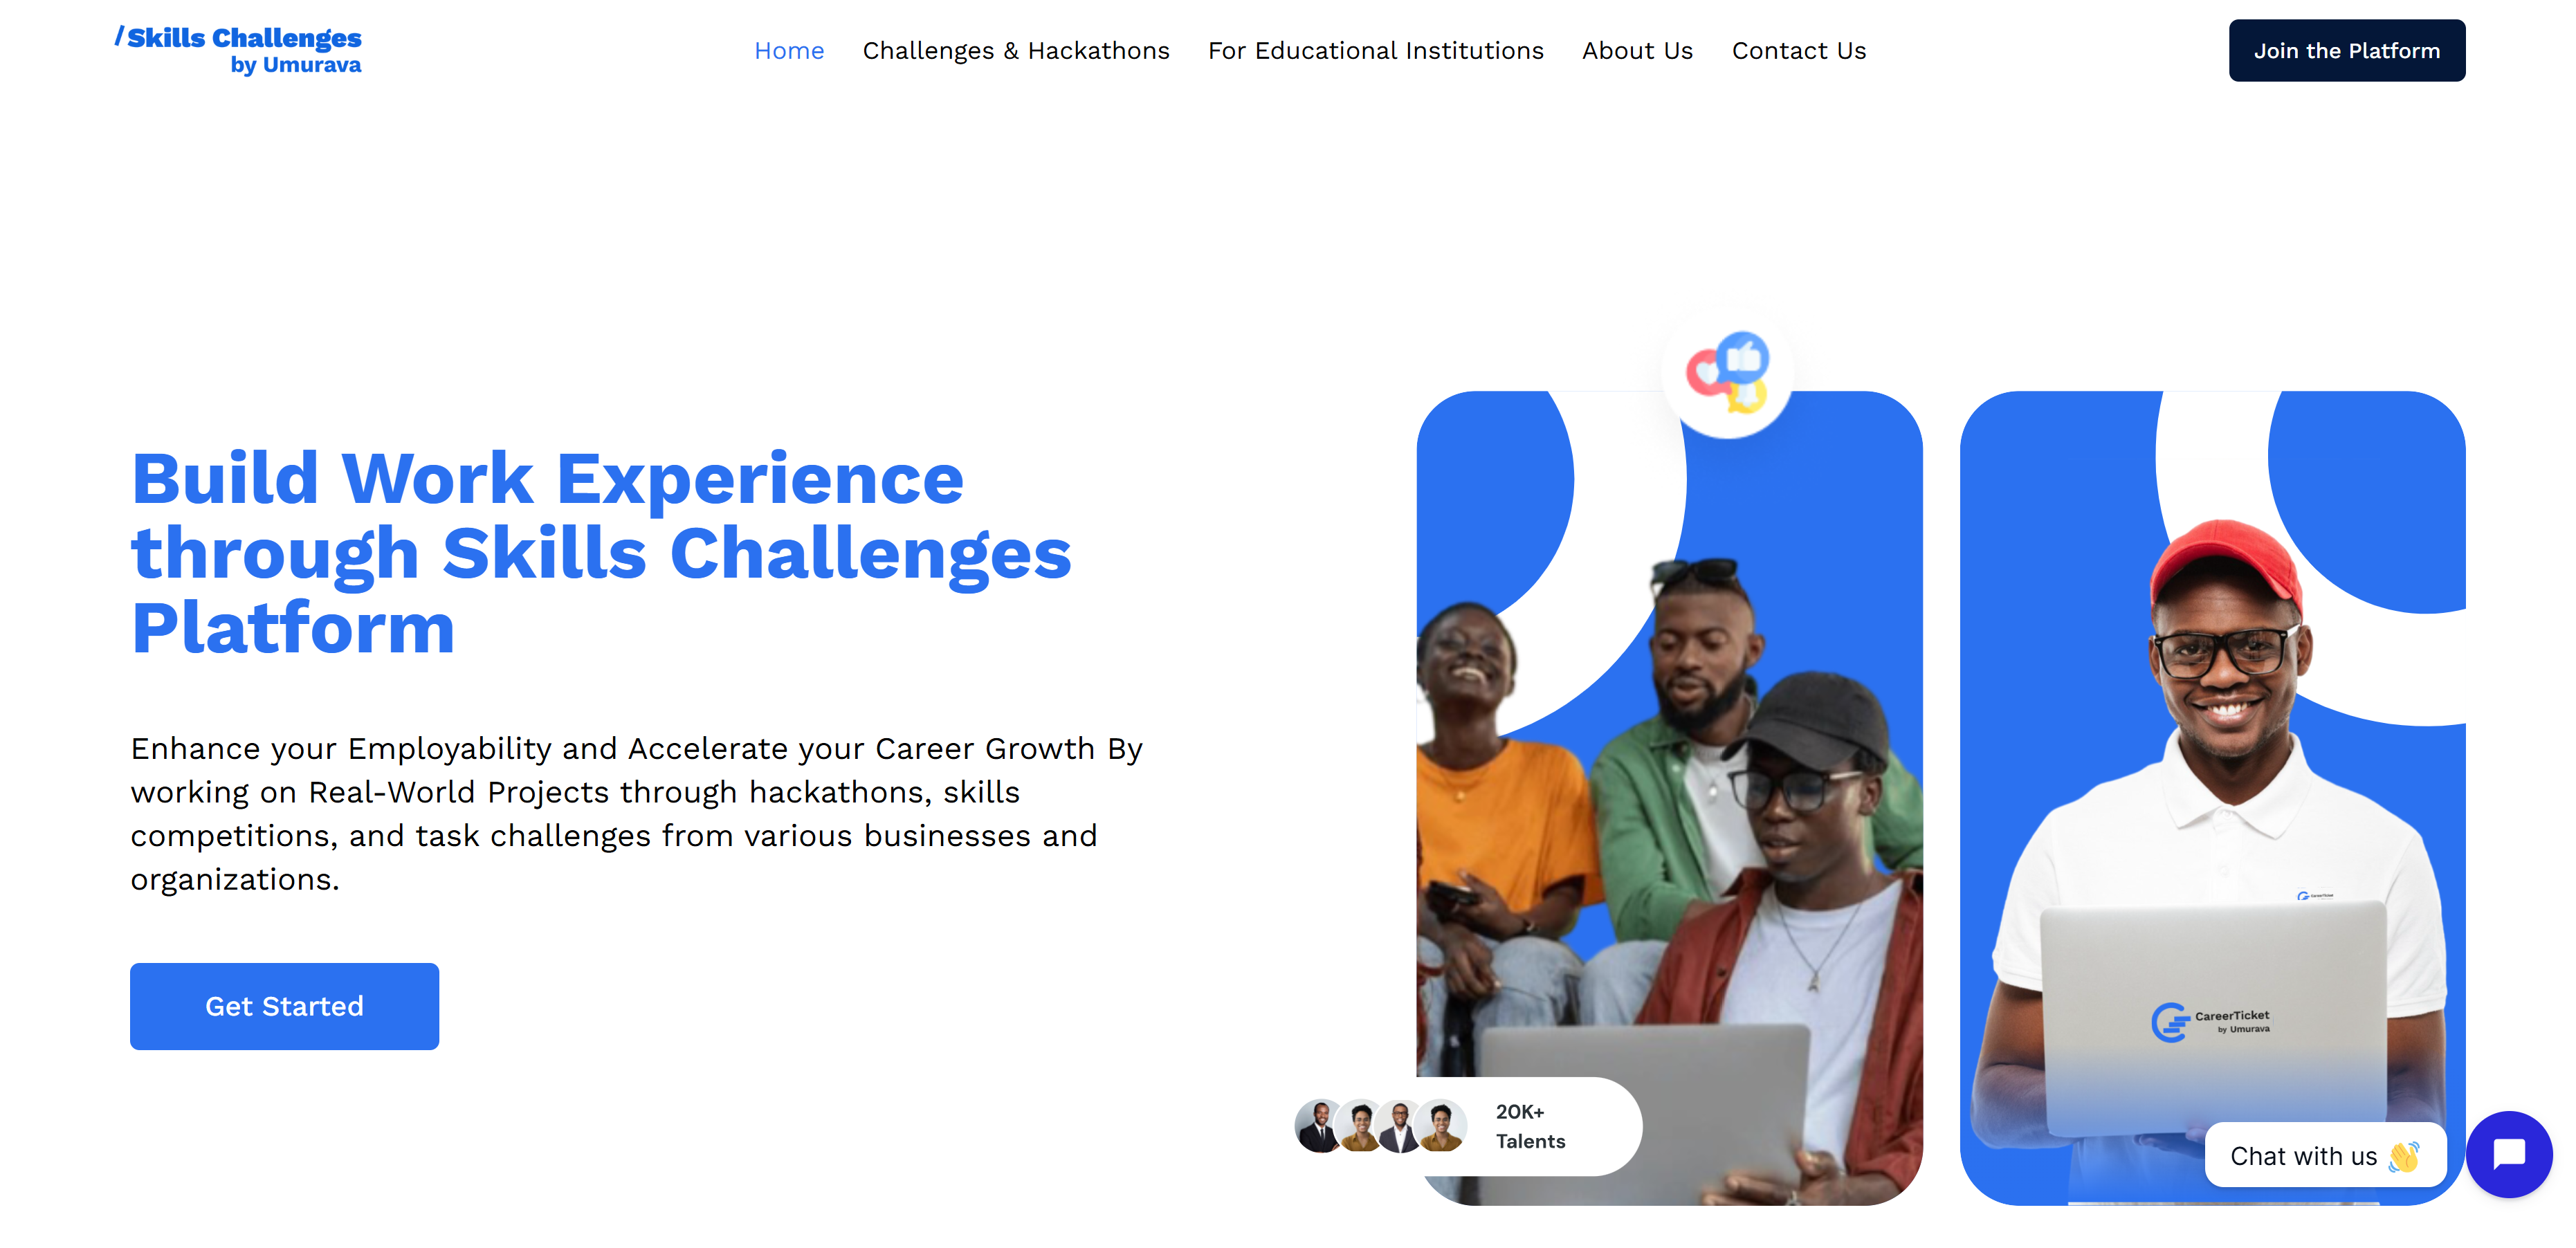 /Skills Challenges
by Umurava
Home
Challenges & Hackathons
For Educational Institutions
About Us
Contact Us
Join the Platform
Build Work Experience
through Skills Challenges
Platform
Enhance your Employability and Accelerate your Career Growth By
working on Real-World Projects through hackathons, skills
competitions, and task challenges from various businesses and
organizations.
Get Started
20K+
Talents
CareerTicket
CareerTicket
by Umurava
Chat with us 👋